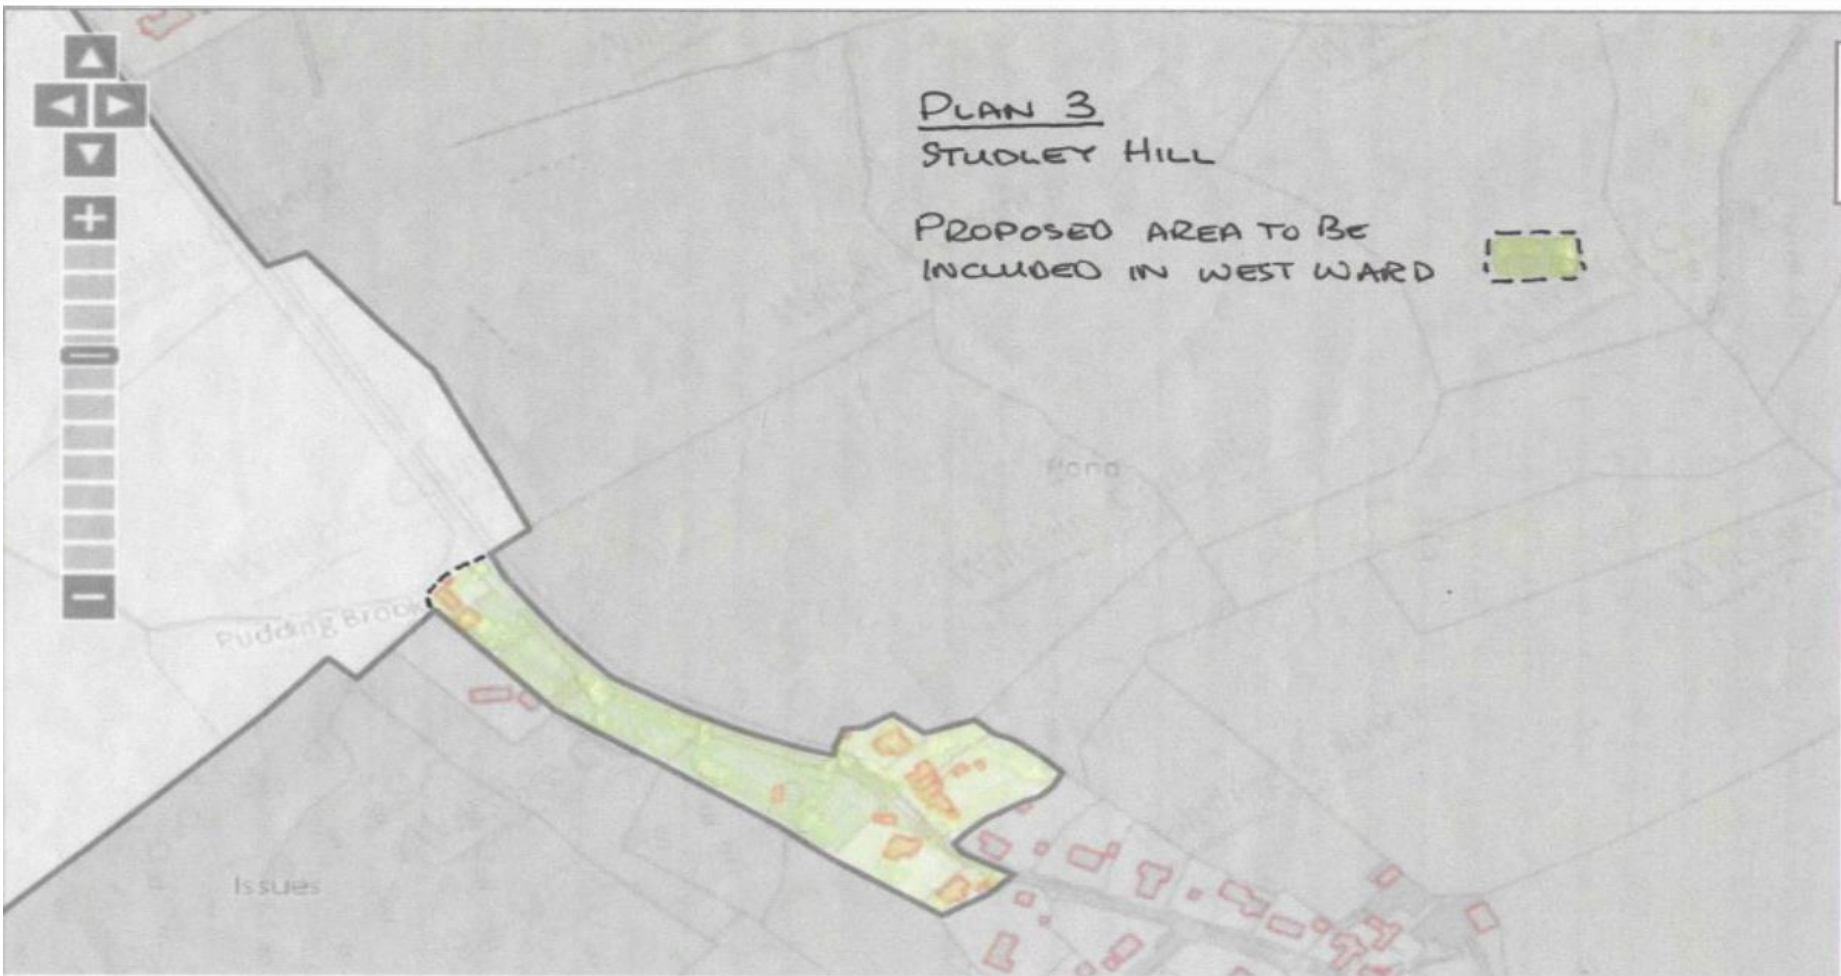 PLAN 3
STUDLEY HILL
PROPOSED AREA TO BE
INCLUDED IN WEST WARD
Pond
Pudding Brook
Issues